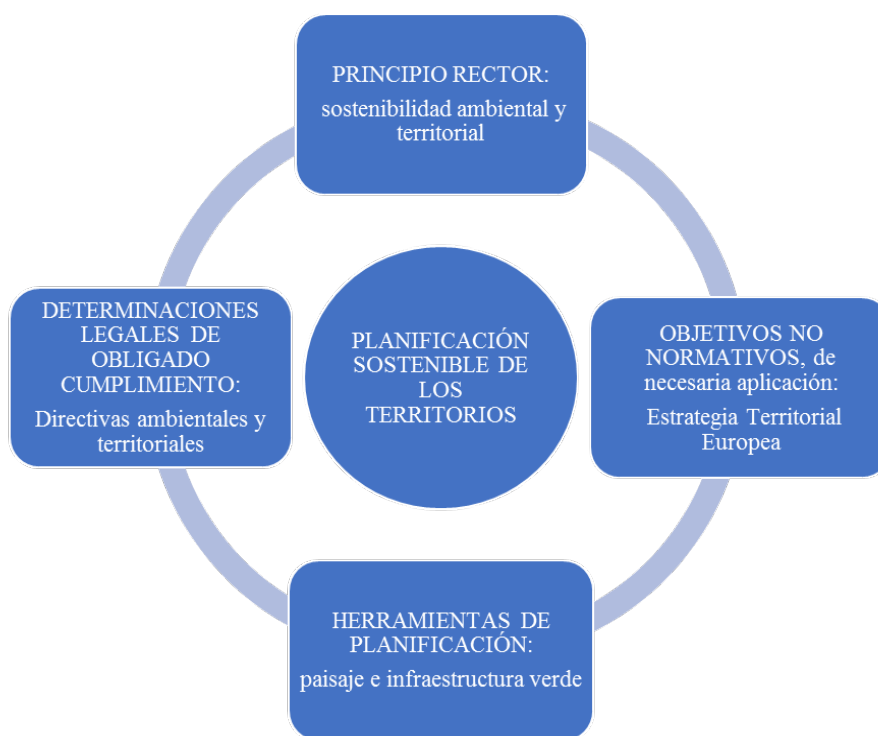 PRINCIPIO RECTOR:
sostenibilidad ambiental y
territorial
DETERMINACIONES
LEGALES DE
OBLIGADO
CUMPLIMIENTO:
Directivas ambientales y
territoriales
PLANIFICACIÓN
SOSTENIBLE DE
LOS
TERRITORIOS
OBJETIVOS NO
NORMATIVOS, de
necesaria aplicación:
Estrategia Territorial
Europea
HERRAMIENTAS DE
PLANIFICACIÓN:
paisaje e infraestructura verde